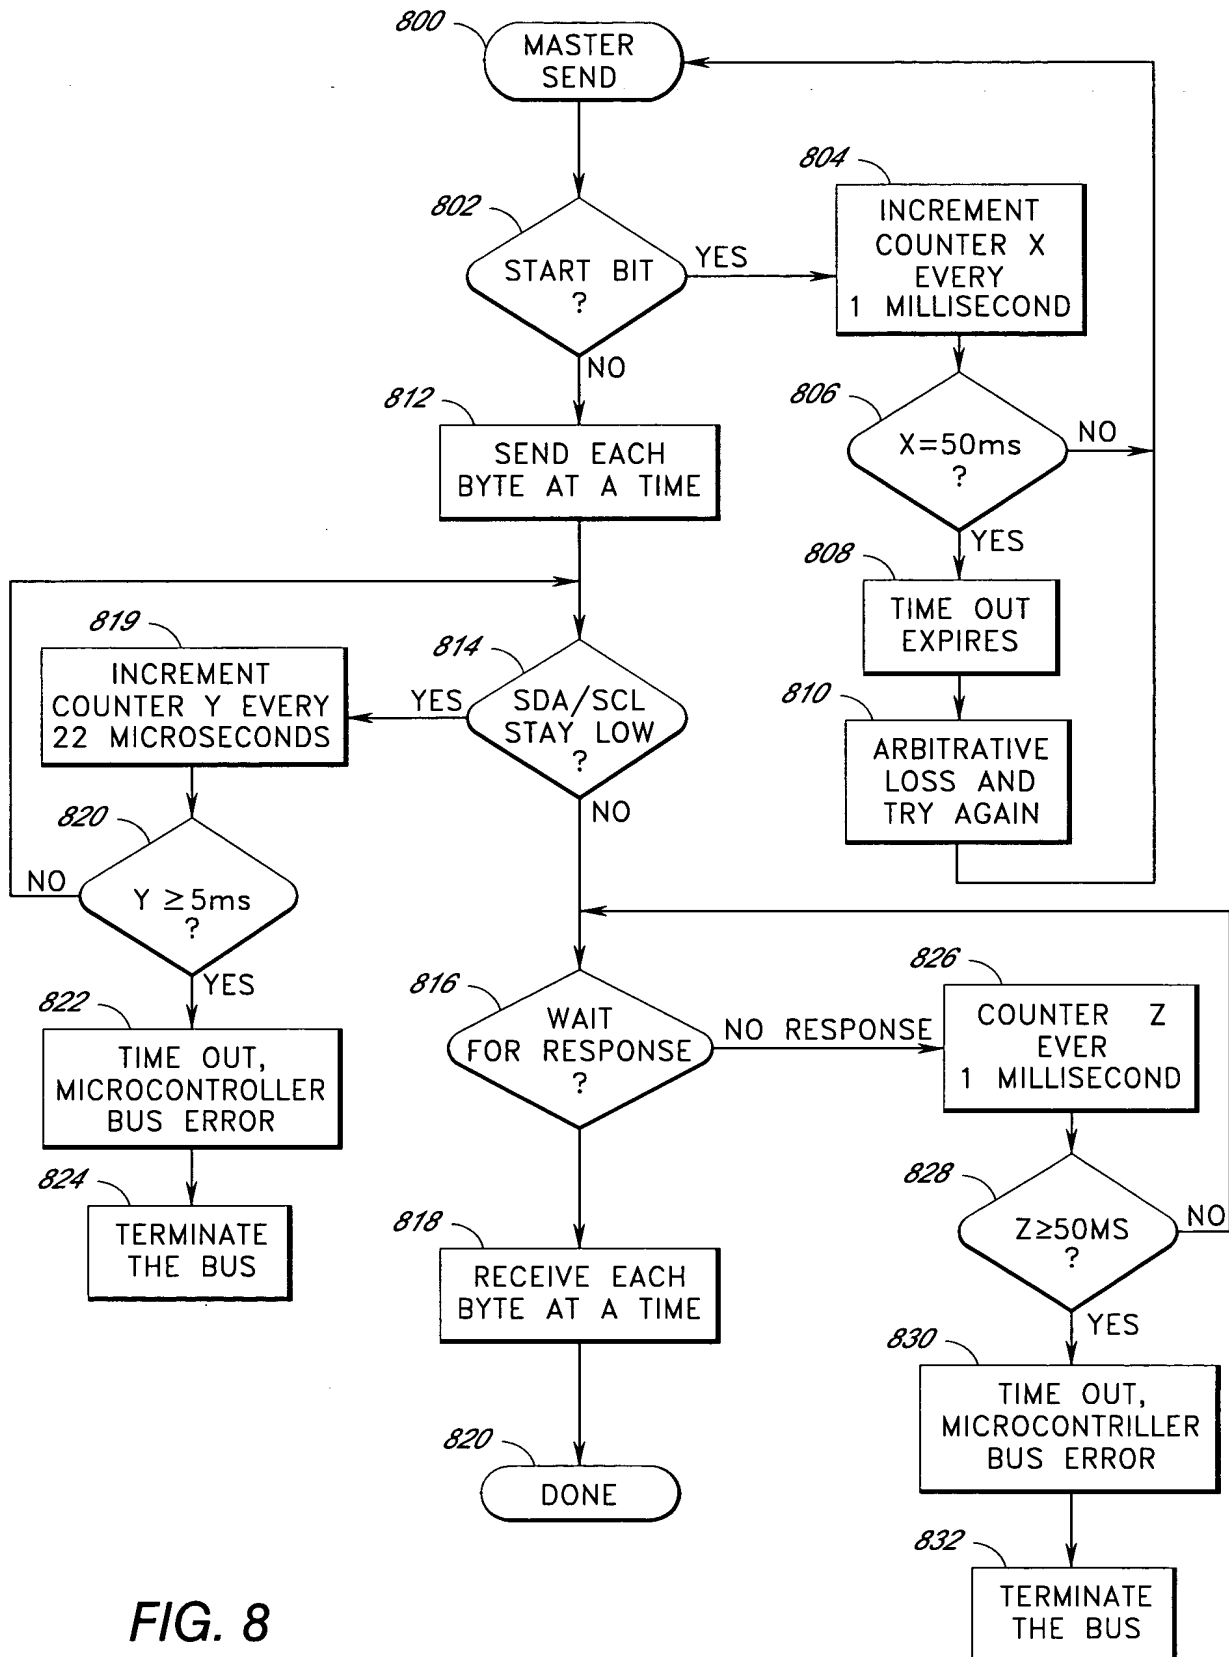 800
MASTER
SEND
802
START BIT
?
YES
NO
804
INCREMENT
COUNTER X
EVERY
1 MILLISECOND
806
X=50ms
?
NO
YES
808
TIME OUT
EXPIRES
810
ARBITRATIVE
LOSS AND
TRY AGAIN
812
SEND EACH
BYTE AT A TIME
814
SDA/SCL
STAY LOW
?
YES
NO
819
INCREMENT
COUNTER Y EVERY
22 MICROSECONDS
820
Y ≥5ms
?
NO
YES
822
TIME OUT,
MICROCONTROLLER
BUS ERROR
824
TERMINATE
THE BUS
816
WAIT
FOR RESPONSE
?
NO RESPONSE
826
COUNTER Z
EVER
1 MILLISECOND
828
Z≥50MS
?
NO
YES
830
TIME OUT,
MICROCONTRILLER
BUS ERROR
832
TERMINATE
THE BUS
818
RECEIVE EACH
BYTE AT A TIME
820
DONE
FIG. 8